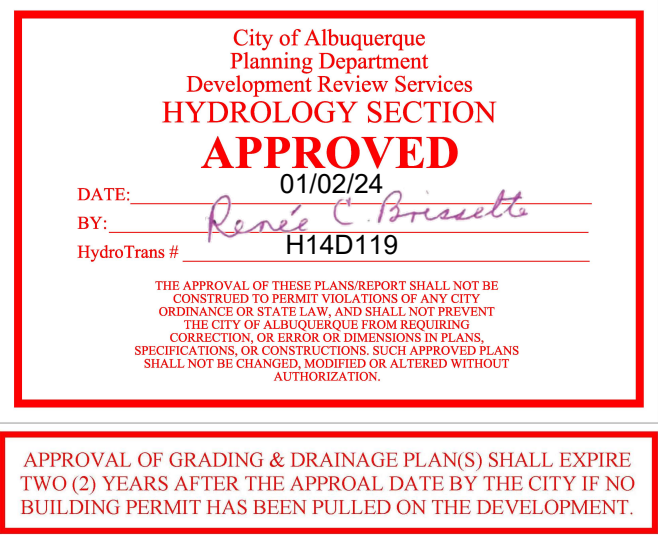 City of Albuquerque
Planning Department
Development Review Services
HYDROLOGY SECTION
APPROVED
DATE: 01/02/24
BY: Renée C. Brissette
HydroTrans # H14D119
THE APPROVAL OF THESE PLANS/REPORT SHALL NOT BE
CONSTRUED TO PERMIT VIOLATIONS OF ANY CITY
ORDINANCE OR STATE LAW, AND SHALL NOT PREVENT
THE CITY OF ALBUQUERQUE FROM REQUIRING
CORRECTION, OR ERROR OR DIMENSIONS IN PLANS,
SPECIFICATIONS, OR CONSTRUCTIONS. SUCH APPROVED PLANS
SHALL NOT BE CHANGED, MODIFIED OR ALTERED WITHOUT
AUTHORIZATION.
APPROVAL OF GRADING & DRAINAGE PLAN(S) SHALL EXPIRE
TWO (2) YEARS AFTER THE APPROAL DATE BY THE CITY IF NO
BUILDING PERMIT HAS BEEN PULLED ON THE DEVELOPMENT.